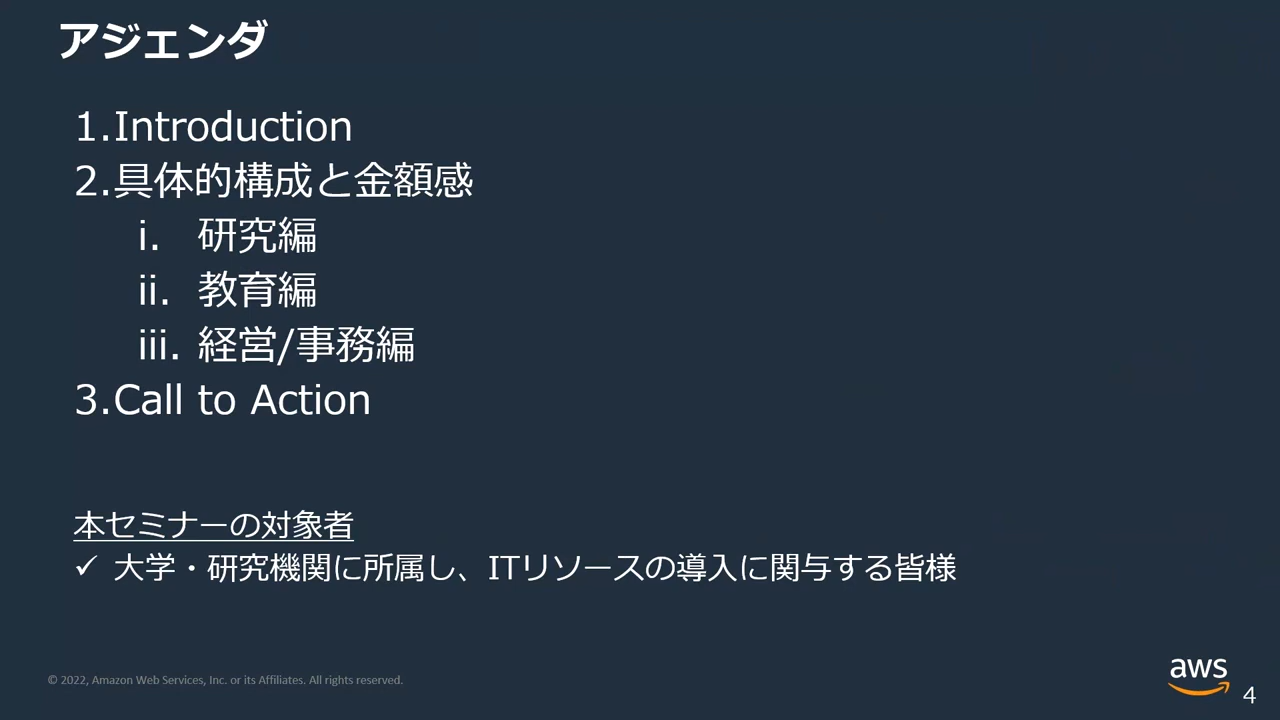 アジェンダ
1.Introduction
2.具体的構成と金額感
i. 研究編
ii. 教育編
iii. 経営/事務編
3.Call to Action
本セミナーの対象者
✓ 大学・研究機関に所属し、ITリソースの導入に関与する皆様
© 2022, Amazon Web Services, Inc. or its Affiliates. All rights reserved.
aws
4